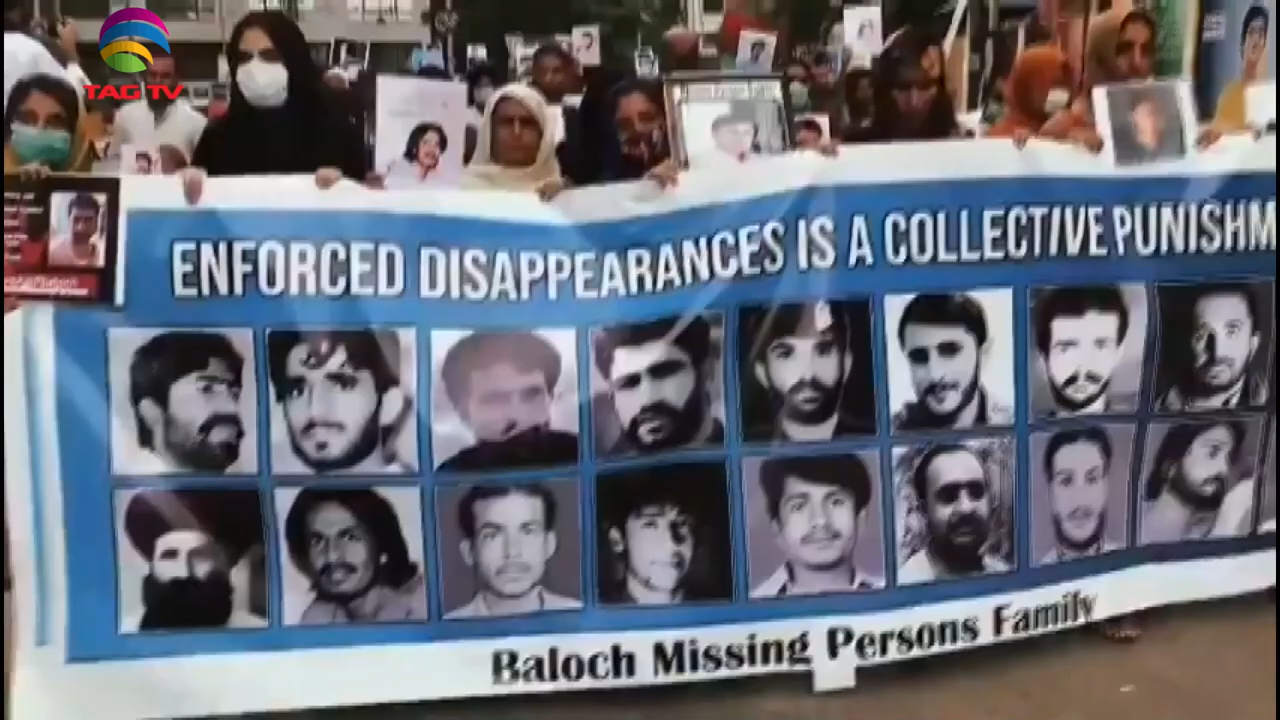 TAG TV
ENFORCED DISAPPEARANCES IS A COLLECTIVE PUNISHM
Baloch Missing Persons Family